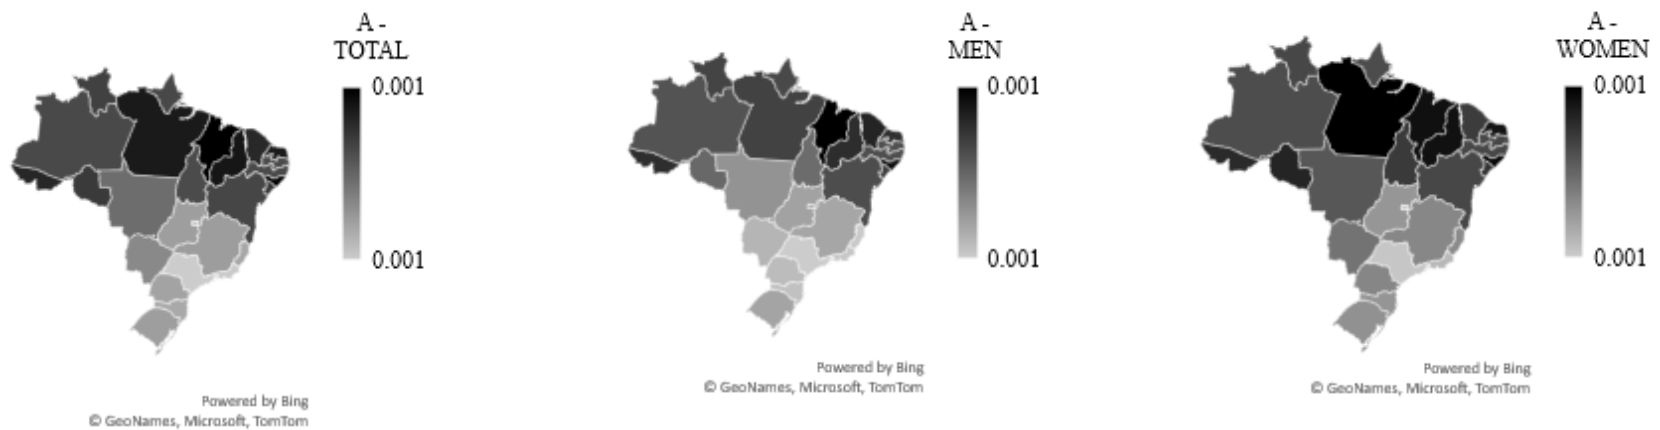 A -
TOTAL
0.001
0.001
Powered by Bing
© GeoNames, Microsoft, TomTom
A -
MEN
0.001
0.001
Powered by Bing
© GeoNames, Microsoft, TomTom
A -
WOMEN
0.001
0.001
Powered by Bing
© GeoNames, Microsoft, TomTom